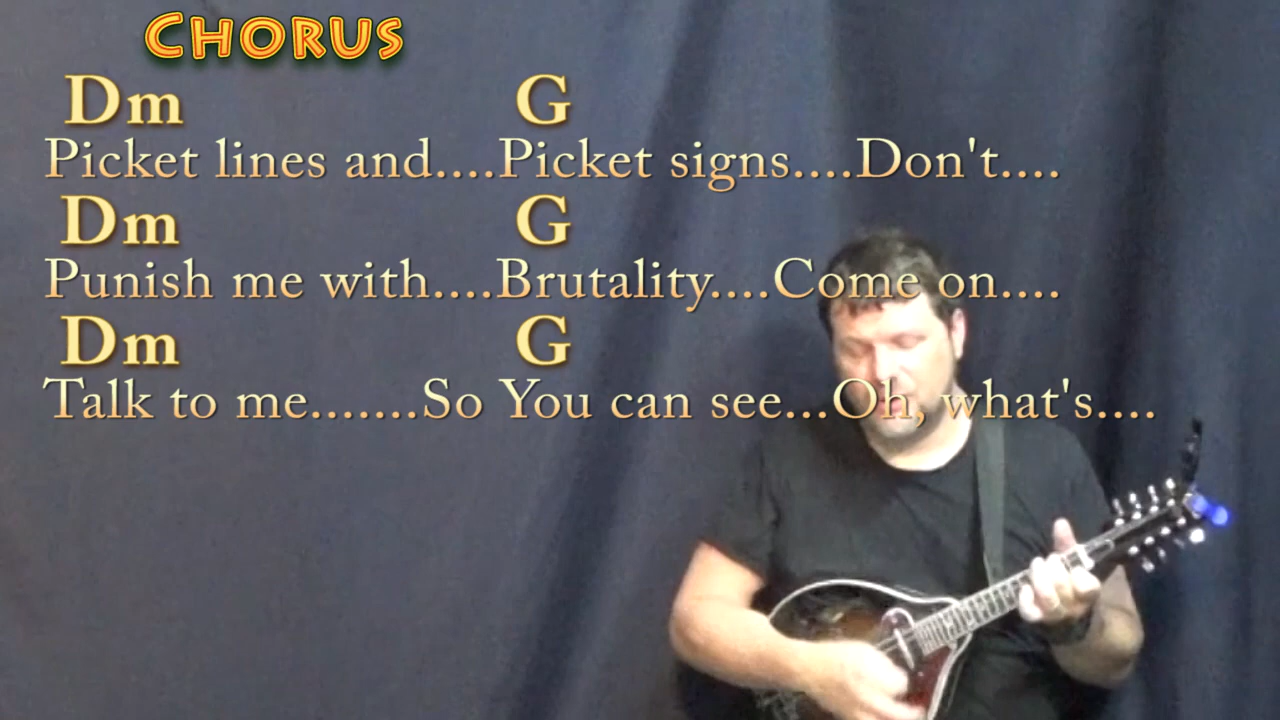 CHORUS
Dm G
Picket lines and....Picket signs....Don't....
Dm G
Punish me with....Brutality....Come on....
Dm G
Talk to me.......So You can see...Oh, what's....